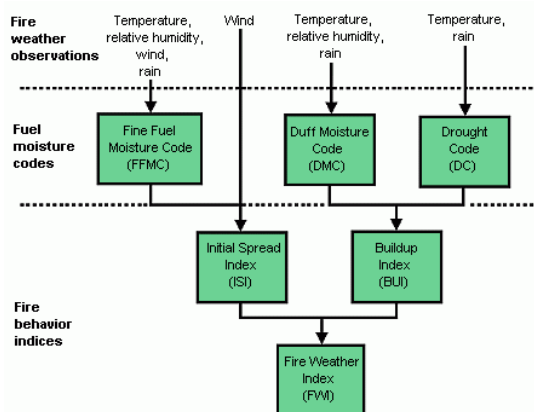 Fire
weather
observations
Temperature,
relative humidity,
wind,
rain
Wind
Temperature,
relative humidity,
rain
Temperature,
rain
Fuel
moisture
codes
Fine Fuel
Moisture Code
(FFMC)
Duff Moisture
Code
(DMC)
Drought
Code
(DC)
Fire
behavior
indices
Initial Spread
Index
(ISI)
Buildup
Index
(BUI)
Fire Weather
Index
(FWI)